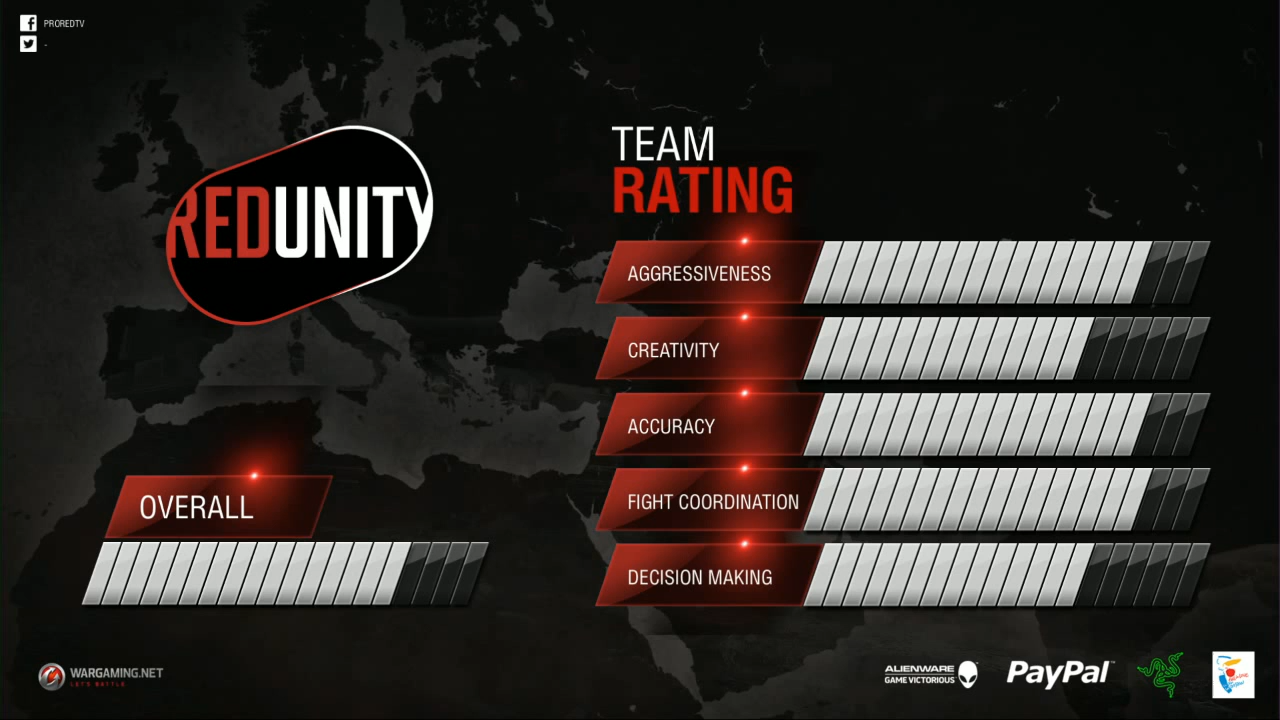 PROREDTV
-
REDUNITY
TEAM
RATING
AGGRESSIVENESS
CREATIVITY
ACCURACY
FIGHT COORDINATION
DECISION MAKING
OVERALL
WARGAMING.NET
LET'S BATTLE
ALIENWARE
GAME VICTORIOUS
PayPal™